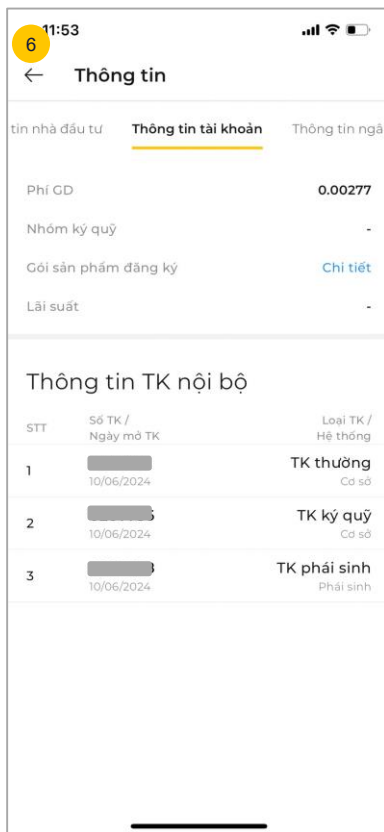 6
11:53
← Thông tin
tin nhà đầu tư Thông tin tài khoản Thông tin ngâ
Phí GD 0.00277
Nhóm ký quỹ -
Gói sản phẩm đăng ký Chi tiết
Lãi suất -
Thông tin TK nội bộ
STT Số TK / Ngày mở TK Loại TK / Hệ thống
1 TK thường
10/06/2024 Cơ sở
2 TK ký quỹ
10/06/2024 Cơ sở
3 TK phái sinh
10/06/2024 Phái sinh